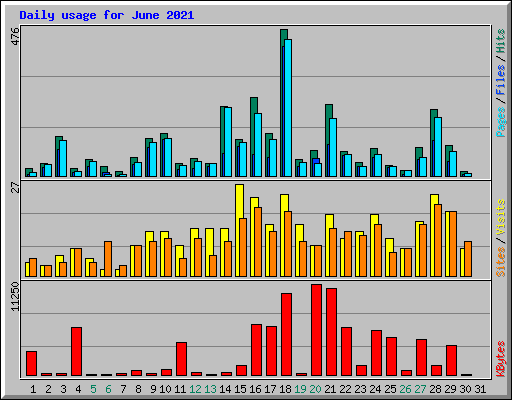 Daily usage for June 2021
476
Pages / Files / Hits
27
Sites / Visits
11250
KBytes
1 2 3 4 5 6 7 8 9 10 11 12 13 14 15 16 17 18 19 20 21 22 23 24 25 26 27 28 29 30 31